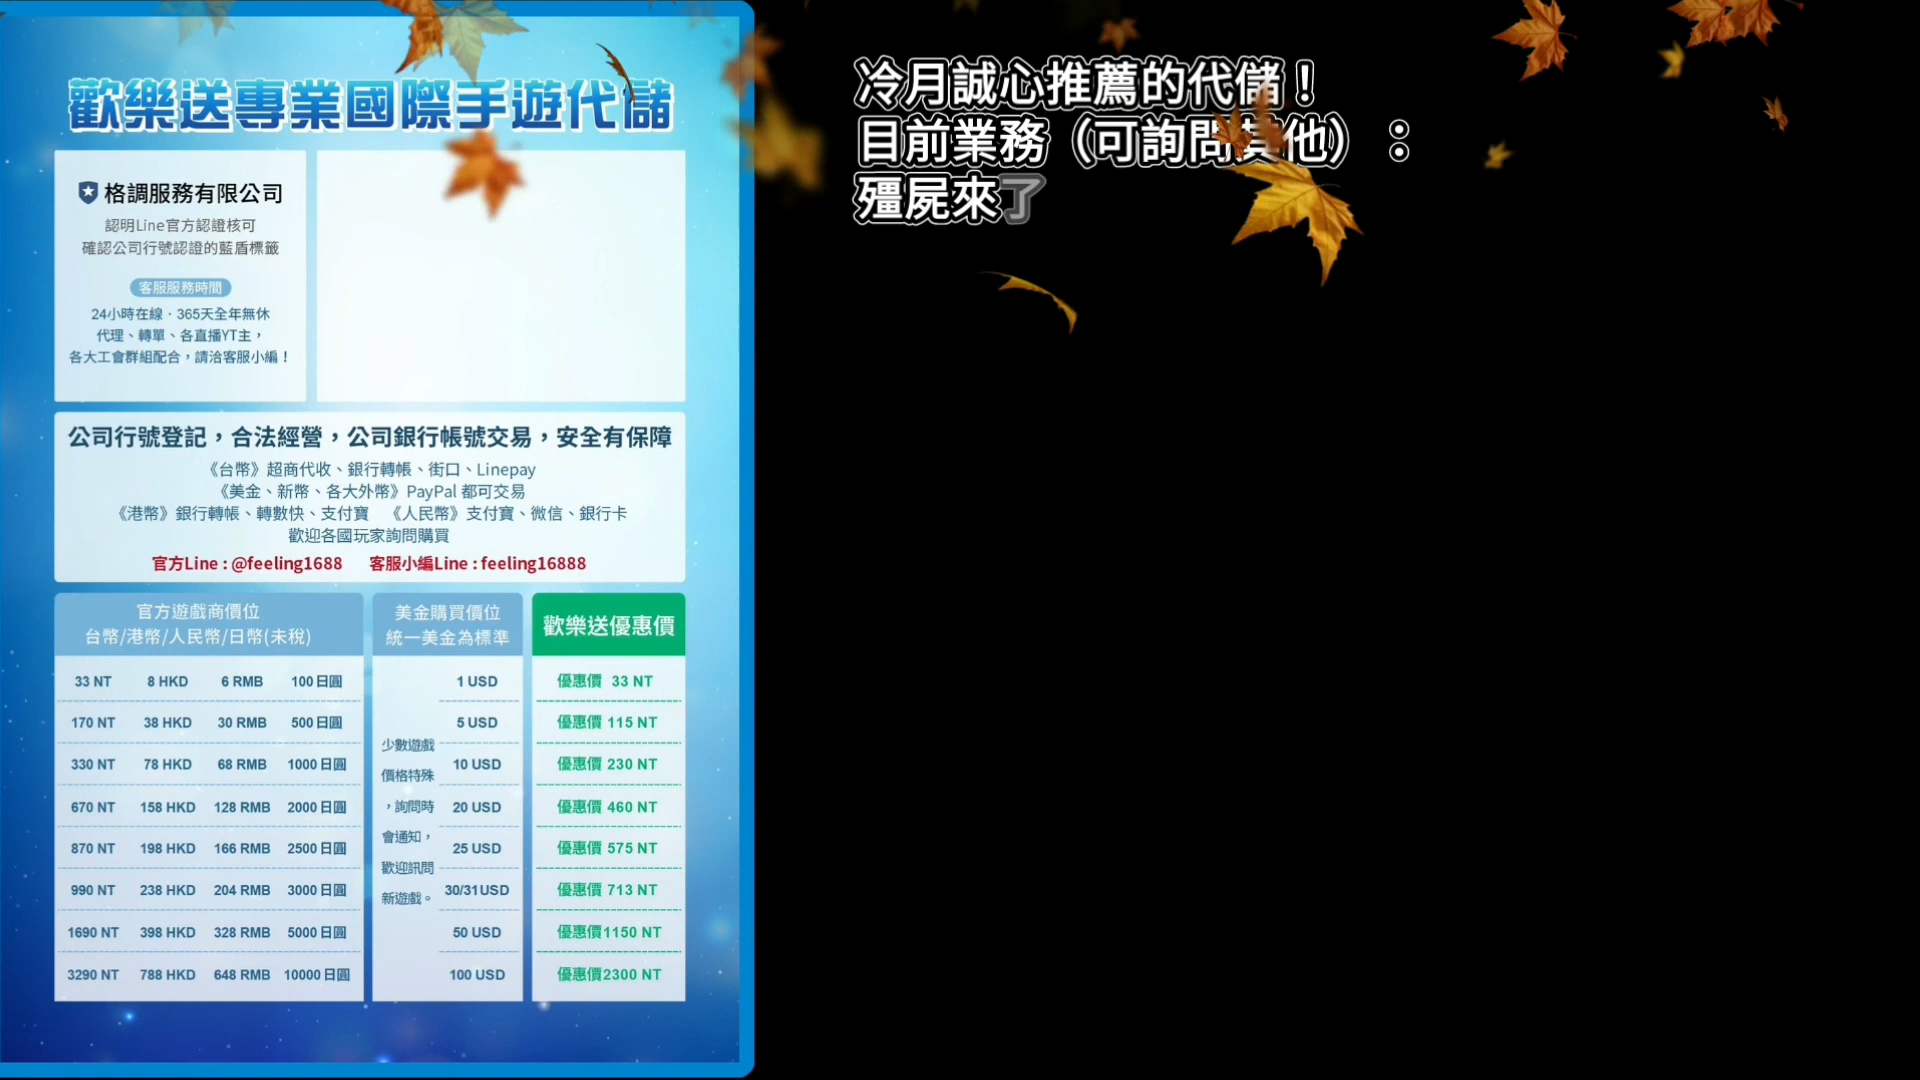 歡樂送專業國際手遊代儲
格調服務有限公司
認明Line官方認證核可
確認公司行號認證的藍盾標籤
客服服務時間
24小時在線．365天全年無休
代理、轉單、各直播YT主，
各大工會群組配合，請洽客服小編！
公司行號登記，合法經營，公司銀行帳號交易，安全有保障
《台幣》超商代收、銀行轉帳、街口、Linepay
《美金、新幣、各大外幣》PayPal 都可交易
《港幣》銀行轉帳、轉數快、支付寶 《人民幣》支付寶、微信、銀行卡
歡迎各國玩家詢問購買
官方Line : @feeling1688 客服小編Line : feeling16888
官方遊戲商價位
台幣/港幣/人民幣/日幣(未稅)
33 NT 8 HKD 6 RMB 100日圓
170 NT 38 HKD 30 RMB 500日圓
330 NT 78 HKD 68 RMB 1000日圓
670 NT 158 HKD 128 RMB 2000日圓
870 NT 198 HKD 166 RMB 2500日圓
990 NT 238 HKD 204 RMB 3000日圓
1690 NT 398 HKD 328 RMB 5000日圓
3290 NT 788 HKD 648 RMB 10000日圓
美金購買價位
統一美金為標準
少數遊戲
價格特殊
，詢問時
會通知，
歡迎訊問
新遊戲。
1 USD
5 USD
10 USD
20 USD
25 USD
30/31USD
50 USD
100 USD
歡樂送優惠價
優惠價 33 NT
優惠價 115 NT
優惠價 230 NT
優惠價 460 NT
優惠價 575 NT
優惠價 713 NT
優惠價1150 NT
優惠價2300 NT
冷月誠心推薦的代儲！
目前業務（可詢問其他）：
殭屍來了